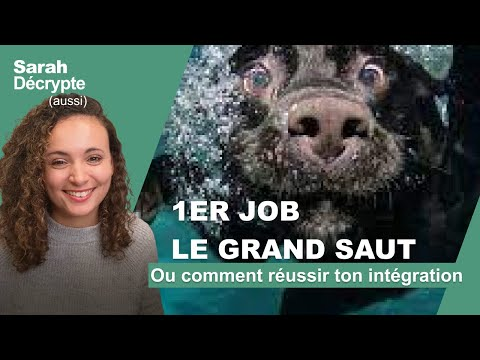 Sarah
Décrypte
(aussi)
1ER JOB
LE GRAND SAUT
Ou comment réussir ton intégration